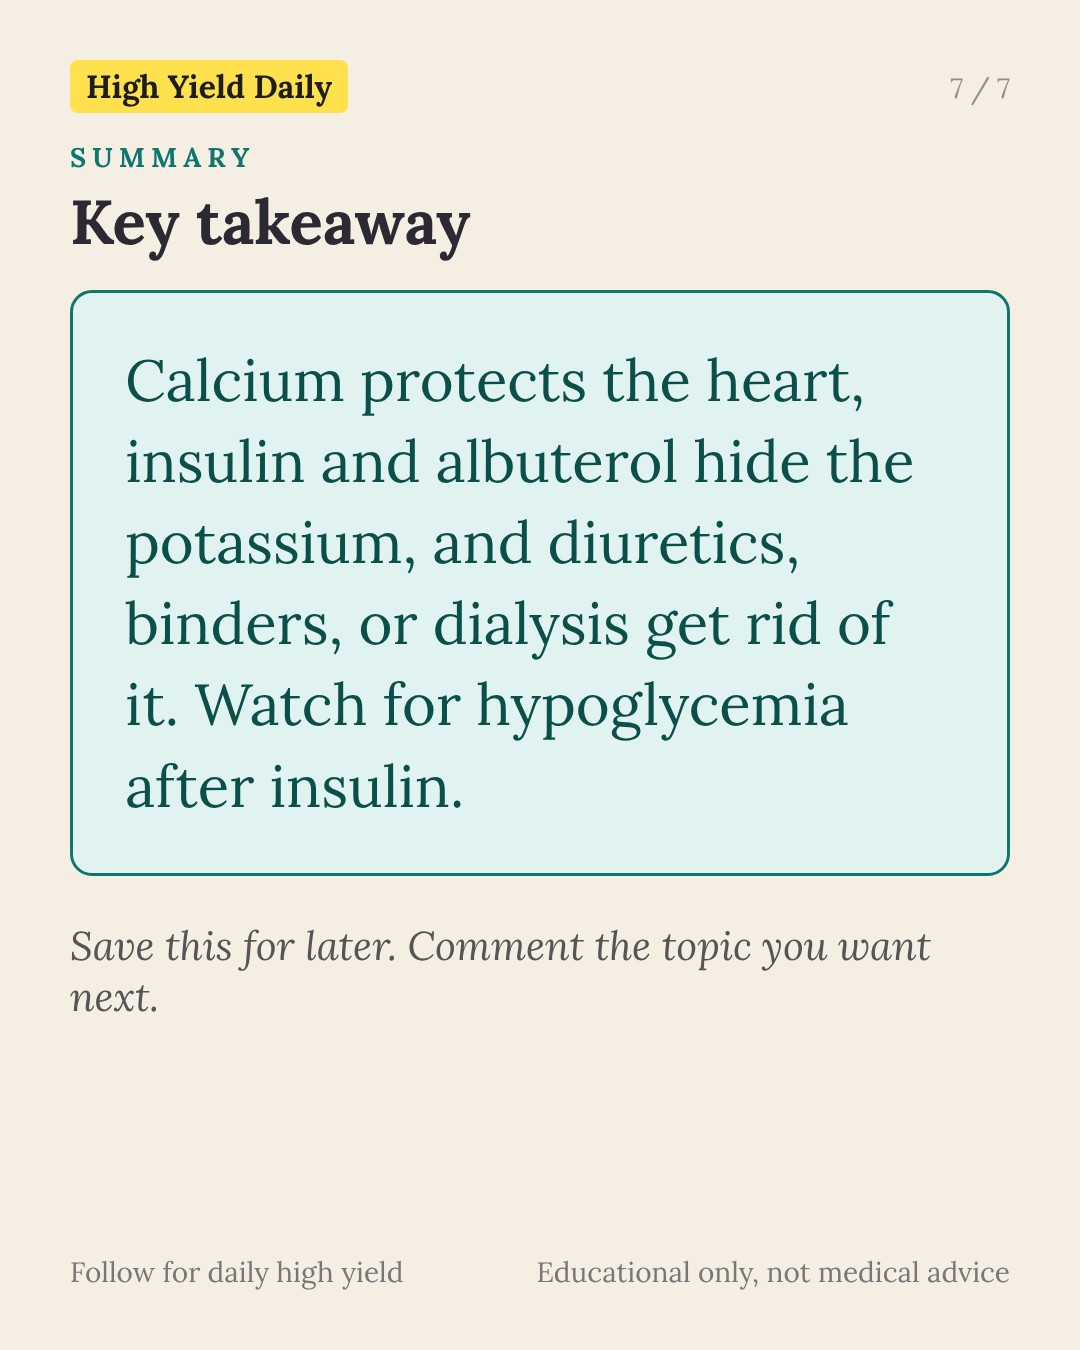 High Yield Daily
7 / 7
SUMMARY
Key takeaway
Calcium protects the heart,
insulin and albuterol hide the
potassium, and diuretics,
binders, or dialysis get rid of
it. Watch for hypoglycemia
after insulin.
Save this for later. Comment the topic you want
next.
Follow for daily high yield
Educational only, not medical advice